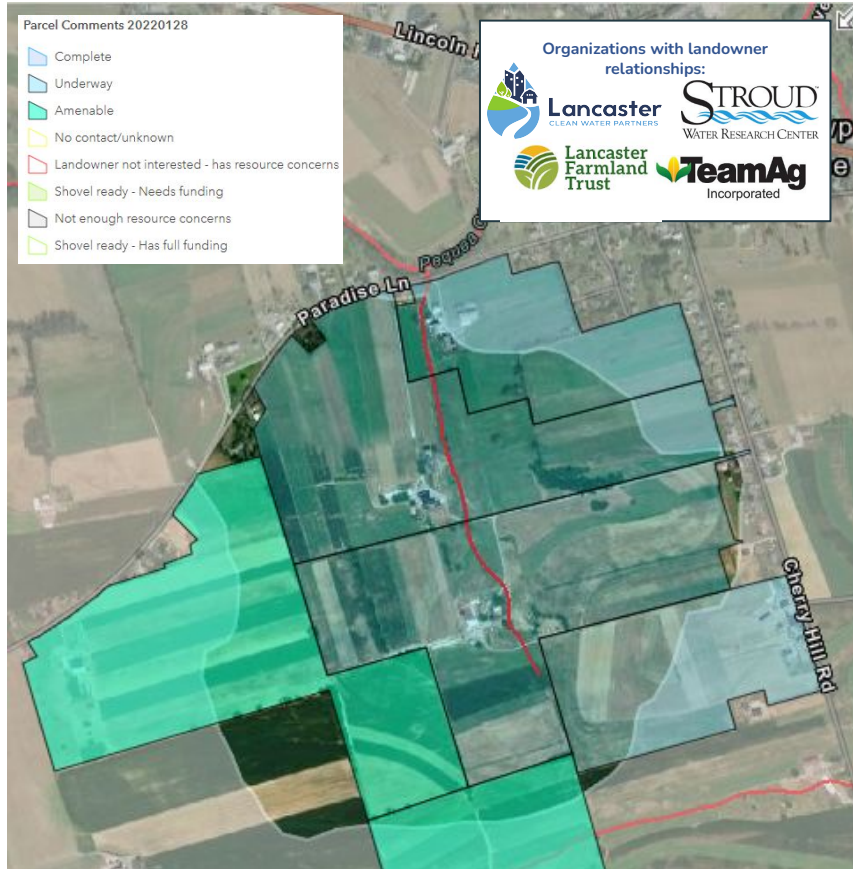 Parcel Comments 20220128
Complete
Underway
Amenable
No contact/unknown
Landowner not interested - has resource concerns
Shovel ready - Needs funding
Not enough resource concerns
Shovel ready - Has full funding
Lincoln
Organizations with landowner
relationships:
Lancaster
CLEAN WATER PARTNERS
STROUD™
WATER RESEARCH CENTER
Lancaster
Farmland
Trust
TeamAg
Incorporated
Pequea
Paradise Ln
Cherry Hill Rd